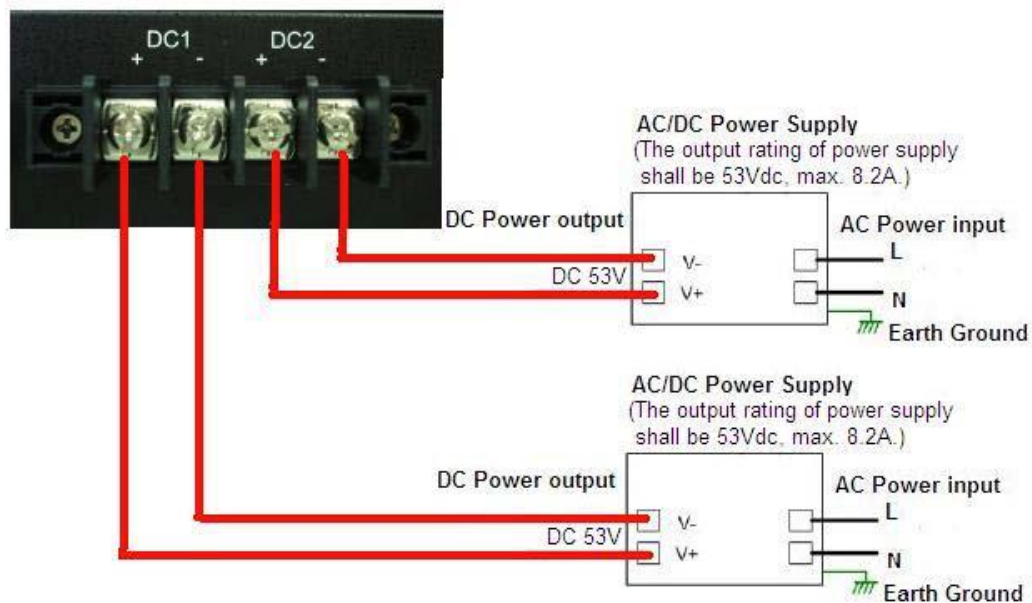 DC1 DC2
+ - + -
AC/DC Power Supply
(The output rating of power supply
shall be 53Vdc, max. 8.2A.)
DC Power output
AC Power input
V-
L
DC 53V
V+
N
Earth Ground
AC/DC Power Supply
(The output rating of power supply
shall be 53Vdc, max. 8.2A.)
DC Power output
AC Power input
V-
L
DC 53V
V+
N
Earth Ground